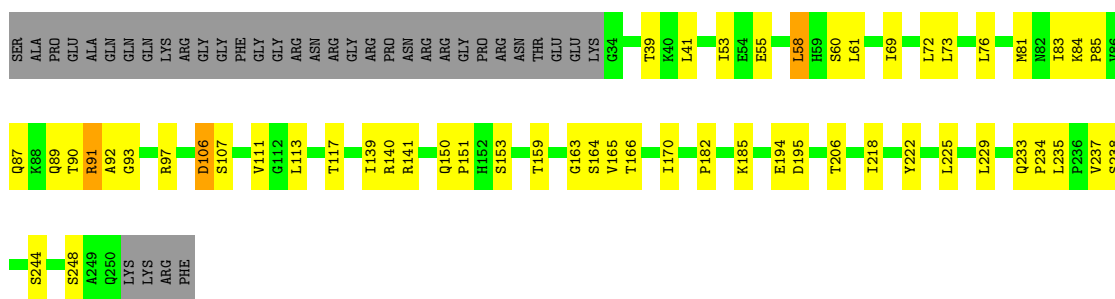 SER ALA PRO GLU ALA GLN GLN GLN LYS ARG GLY GLY PHE GLY GLY ARG ASN ARG GLY ARG PRO ASN ARG ARG GLY PRO ARG ASN THR GLU GLU LYS G34 T39 K40 L41 I53 E54 E55 L58 H59 S60 L61 I69 L72 L73 L76 M81 N82 I83 K84 P85 V86
Q87 K88 Q89 T90 R91 A92 G93 R97 D106 S107 V111 G112 L113 T117 I139 R140 R141 Q150 P151 H152 S153 T159 G163 S164 V165 T166 I170 P182 K185 E194 D195 T206 I218 Y222 L225 L229 Q233 P234 L235 P236 V237 S238
S244 S248 A249 Q250 LYS LYS ARG PHE